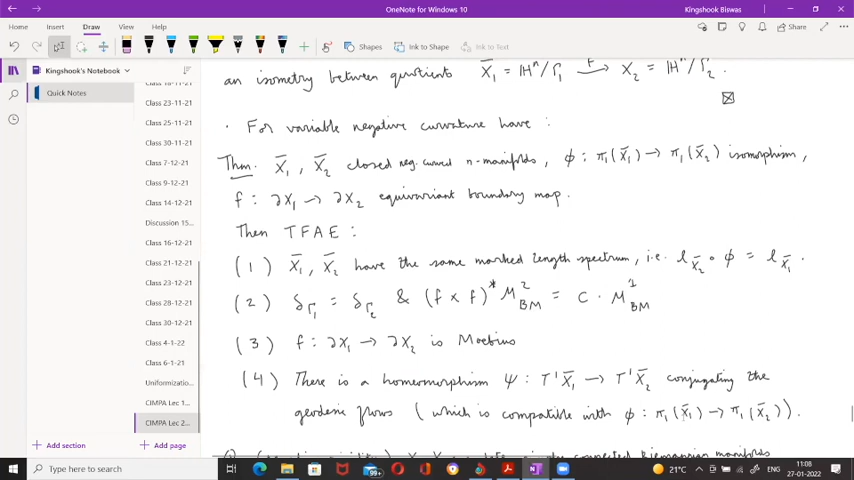 OneNote for Windows 10
Kingshook Biswas
Home
Insert
Draw
View
Help
Share
Shapes
Ink to Shape
Ink to Math
Kingshook's Notebook
Quick Notes
Class 23-11-21
Class 25-11-21
Class 30-11-21
Class 7-12-21
Class 9-12-21
Class 14-12-21
Discussion 15...
Class 16-12-21
Class 21-12-21
Class 23-12-21
Class 28-12-21
Class 30-12-21
Class 4-1-22
Class 6-1-21
Uniformizatio...
CIMPA Lec 1...
CIMPA Lec 2...
Add section
Add page
an isometry between quotients X̄₁ = ℍⁿ/Γ₁ →F X₂ = ℍⁿ/Γ₂.
⊠
· For variable negative curvature have :
Thm. X̄₁, X̄₂ closed neg. curved n-manifolds, ϕ : π₁(X̄₁) → π₁(X̄₂) isomorphism,
f : ∂X₁ → ∂X₂ equivariant boundary map.
Then TFAE :
(1) X̄₁, X̄₂ have the same marked length spectrum, i.e. l_X̄₂ ∘ ϕ = l_X̄₁.
(2) δ_Γ₁ = δ_Γ₂ & (f × f)^* M²_BM = C · M¹_BM
(3) f : ∂X₁ → ∂X₂ is Moebius
(4) There is a homeomorphism Ψ : T¹X̄₁ → T¹X̄₂ conjugating the
geodesic flows (which is compatible with ϕ : π₁(X̄₁) → π₁(X̄₂)).
Type here to search
99+
21°C
ENG
11:08
27-01-2022